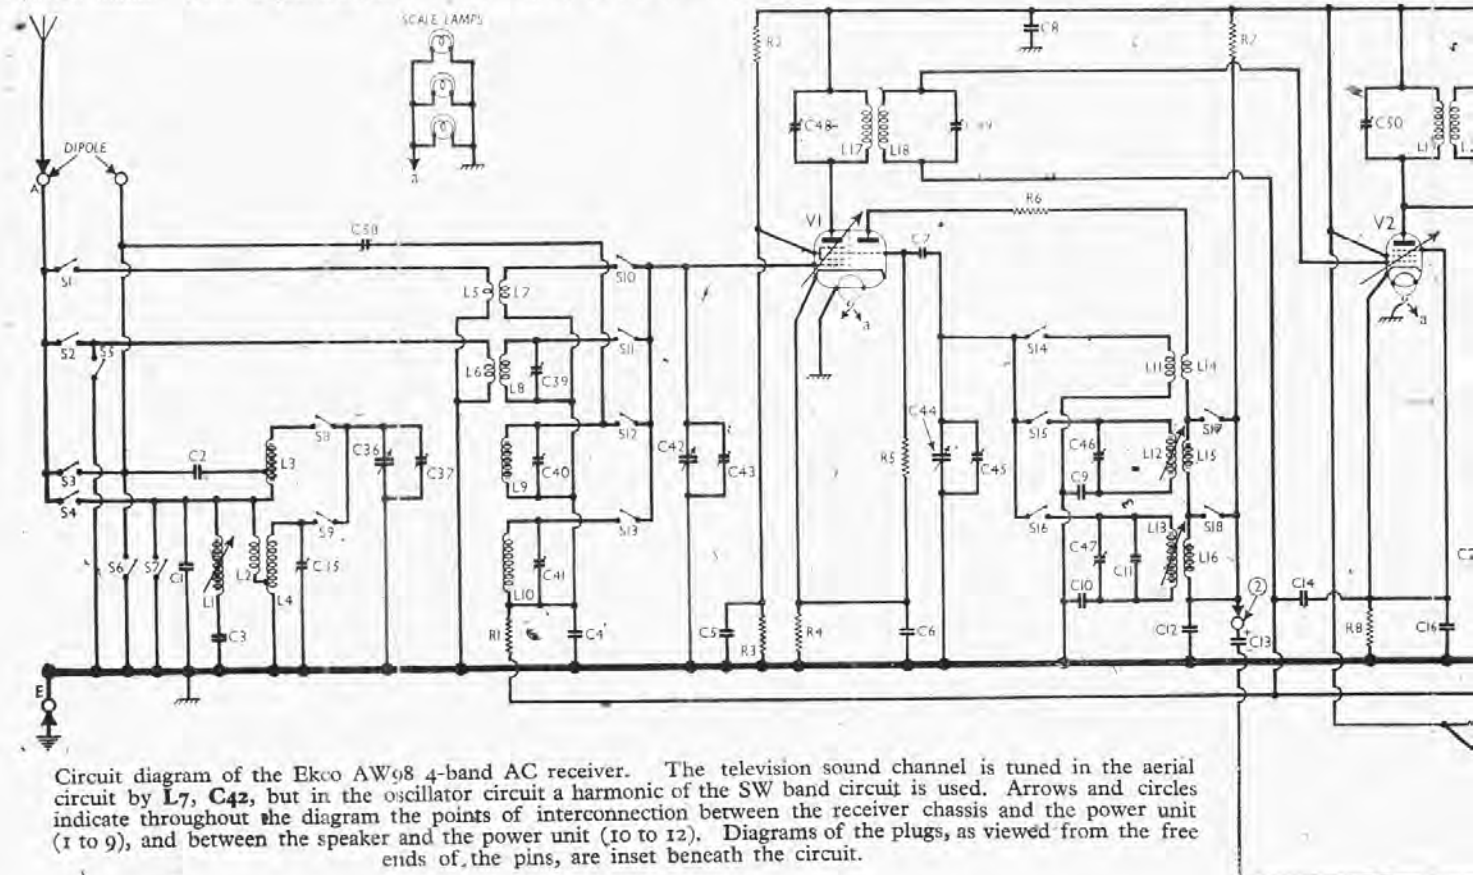 SCALE LAMPS
R2
C8
R7
C48
L17
L18
C50
DIPOLE
A
a
R6
V1
V2
C7
S1
L5
L7
S10
a
a
S2
S5
L6
L8
C39
S11
S14
L11
L14
C2
L3
S8
C36
C37
L9
C40
S12
C42
C43
R5
C44
C45
S15
C46
C9
L12
L15
S17
S3
S4
S6
S7
C1
L1
C3
L2
L4
S9
L10
C41
S13
S16
C47
C10
C11
L13
L16
S18
R1
C4
C5
R3
R4
C6
C12
2
C13
C14
R8
C16
E
Circuit diagram of the Ekco AW98 4-band AC receiver. The television sound channel is tuned in the aerial
circuit by L7, C42, but in the oscillator circuit a harmonic of the SW band circuit is used. Arrows and circles
indicate throughout the diagram the points of interconnection between the receiver chassis and the power unit
(1 to 9), and between the speaker and the power unit (10 to 12). Diagrams of the plugs, as viewed from the free
ends of the pins, are inset beneath the circuit.